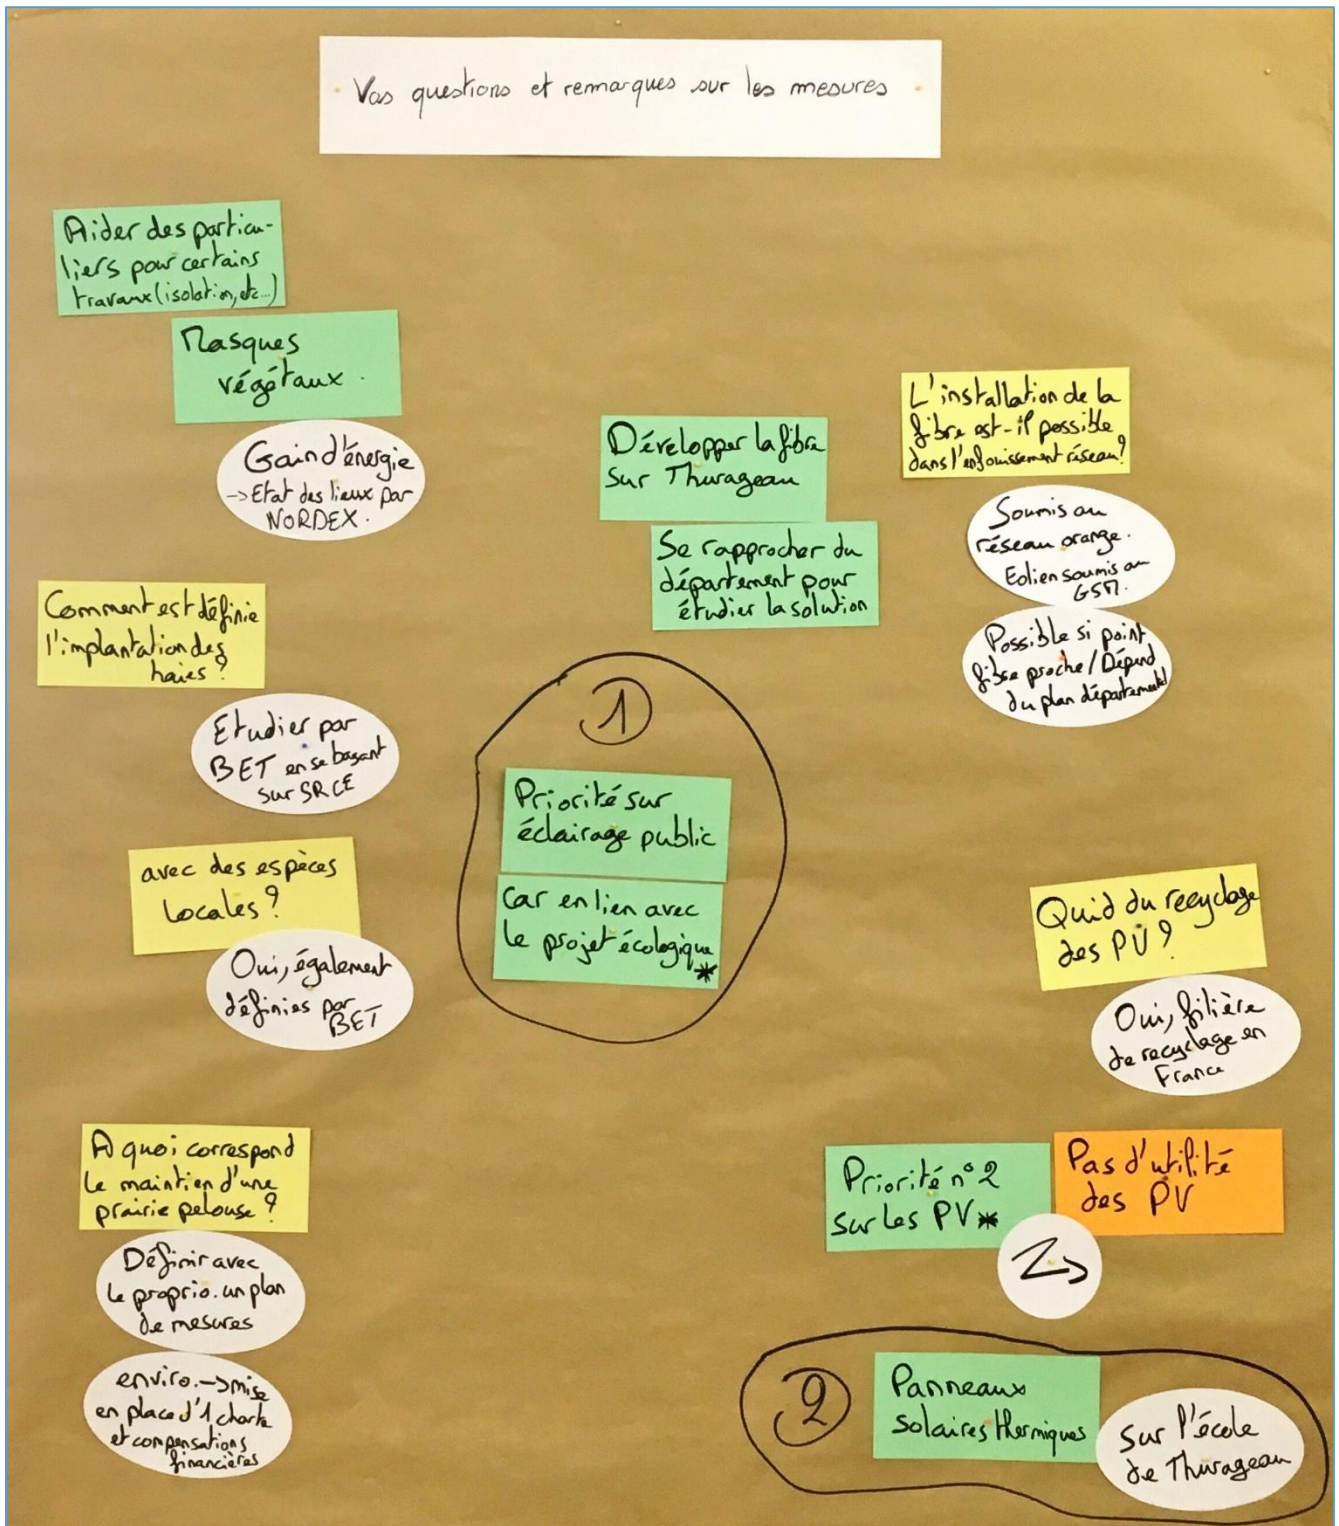 Vos questions et remarques sur les mesures
Aider des particu-
liers pour certains
travaux (isolation, etc...)
Masques
végétaux.
Gain d'énergie
-> Etat des lieux par
NORDEX.
Comment est définie
l'implantation des
haies ?
Etudier par
BET en se basant
sur SRCE
avec des espèces
locales ?
Oui, également
définies par
BET
A quoi correspond
le maintien d'une
prairie pelouse ?
Définir avec
le proprio. un plan
de mesures
enviro. -> mise
en place d'1 charte
et compensations
financières
Développer la fibre
sur Thurageau
Se rapprocher du
département pour
étudier la solution
1
Priorité sur
éclairage public
Car en lien avec
le projet écologique
*
L'installation de la
fibre est-il possible
dans l'enfouissement réseau ?
Soumis au
réseau orange.
Eolien soumis au
GSM.
Possible si point
fibre proche / Dépend
du plan départemental
Quid du recyclage
des PV ?
Oui, filière
de recyclage en
France
Priorité n° 2
sur les PV *
Pas d'utilité
des PV
2
Panneaux
solaires thermiques
sur l'école
de Thurageau